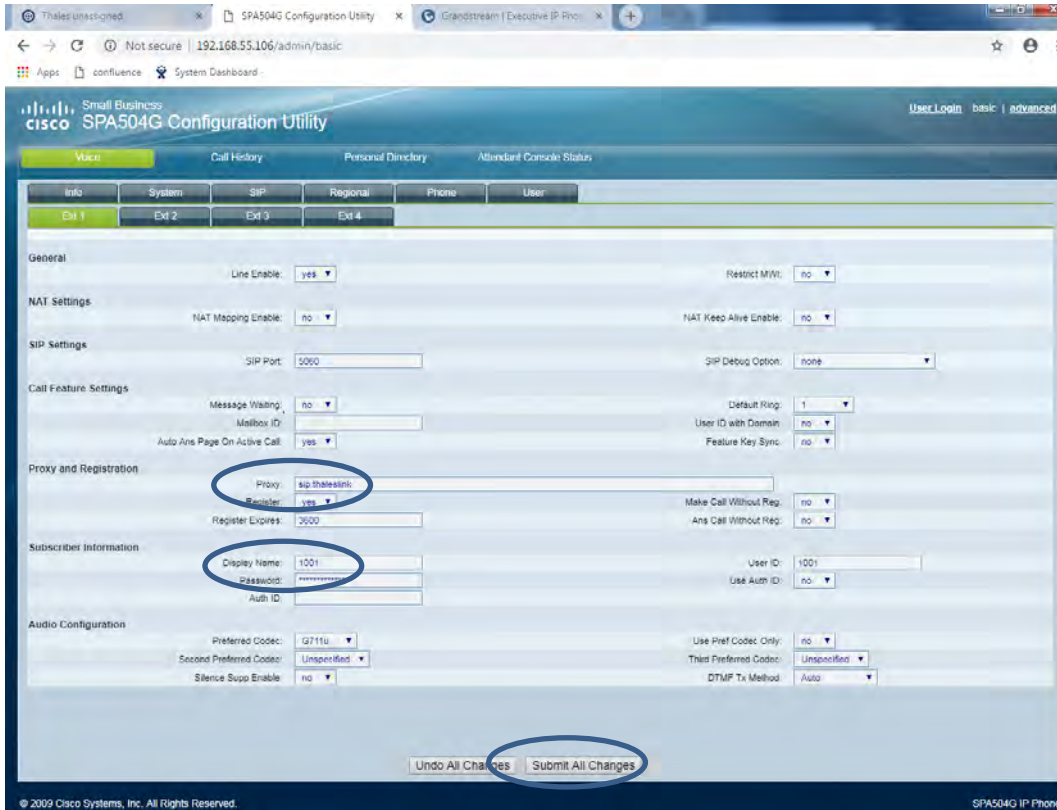 Thales unassigned × SPA504G Configuration Utility × Grandstream | Executive IP Pho × +
Not secure | 192.168.55.106/admin/basic
Apps confluence System Dashboard
cisco Small Business
SPA504G Configuration Utility
User Login basic | advanced
Voice Call History Personal Directory Attendant Console Status
Info System SIP Regional Phone User
Ext 1 Ext 2 Ext 3 Ext 4
General
Line Enable: yes Restrict MWI: no
NAT Settings
NAT Mapping Enable: no NAT Keep Alive Enable: no
SIP Settings
SIP Port: 5060 SIP Debug Option: none
Call Feature Settings
Message Waiting: no Default Ring: 1
Mailbox ID: User ID with Domain: no
Auto Ans Page On Active Call: yes Feature Key Sync: no
Proxy and Registration
Proxy: sip.thaleslink
Register: yes Make Call Without Reg: no
Register Expires: 3600 Ans Call Without Reg: no
Subscriber Information
Display Name: 1001 User ID: 1001
Password: ************** Use Auth ID: no
Auth ID:
Audio Configuration
Preferred Codec: G711u Use Pref Codec Only: no
Second Preferred Codec: Unspecified Third Preferred Codec: Unspecified
Silence Supp Enable: no DTMF Tx Method: Auto
Undo All Changes Submit All Changes
© 2009 Cisco Systems, Inc. All Rights Reserved. SPA504G IP Phone